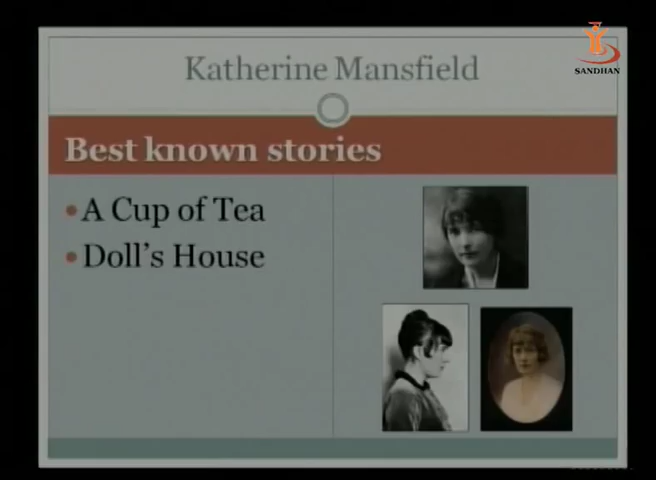 SANDHAN
Katherine Mansfield
Best known stories
•A Cup of Tea
•Doll's House